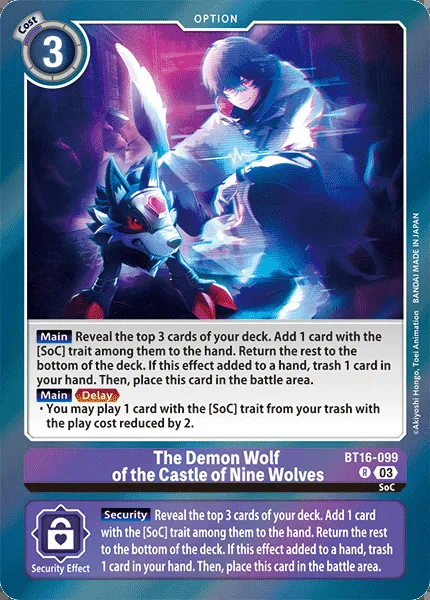 OPTION
Cost
3
©Akiyoshi Hongo, Toei Animation BANDAI MADE IN JAPAN
Main Reveal the top 3 cards of your deck. Add 1 card with the
[SoC] trait among them to the hand. Return the rest to the
bottom of the deck. If this effect added to a hand, trash 1 card in
your hand. Then, place this card in the battle area.
Main Delay
・You may play 1 card with the [SoC] trait from your trash with
the play cost reduced by 2.
The Demon Wolf
of the Castle of Nine Wolves
BT16-099
R 03
SoC
Security Reveal the top 3 cards of your deck. Add 1 card
with the [SoC] trait among them to the hand. Return the rest
to the bottom of the deck. If this effect added to a hand, trash
1 card in your hand. Then, place this card in the battle area.
Security Effect